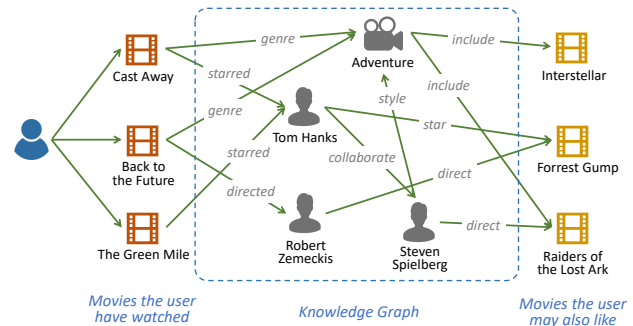 genre
include
Cast Away
Adventure
Interstellar
starred
genre
style
include
Tom Hanks
star
starred
collaborate
Back to
the Future
Forrest Gump
directed
direct
The Green Mile
Robert
Zemeckis
Steven
Spielberg
direct
Raiders of
the Lost Ark
Movies the user
have watched
Knowledge Graph
Movies the user
may also like